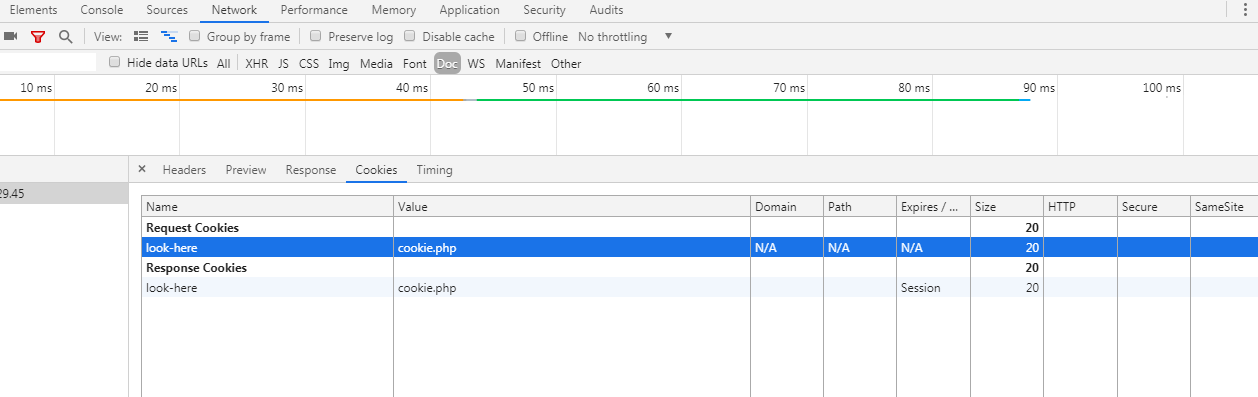 Elements Console Sources Network Performance Memory Application Security Audits
View: Group by frame Preserve log Disable cache Offline No throttling
Hide data URLs All XHR JS CSS Img Media Font Doc WS Manifest Other
10 ms 20 ms 30 ms 40 ms 50 ms 60 ms 70 ms 80 ms 90 ms 100 ms
× Headers Preview Response Cookies Timing
29.45
Name Value Domain Path Expires / ... Size HTTP Secure SameSite
Request Cookies 20
look-here cookie.php N/A N/A N/A 20
Response Cookies 20
look-here cookie.php Session 20